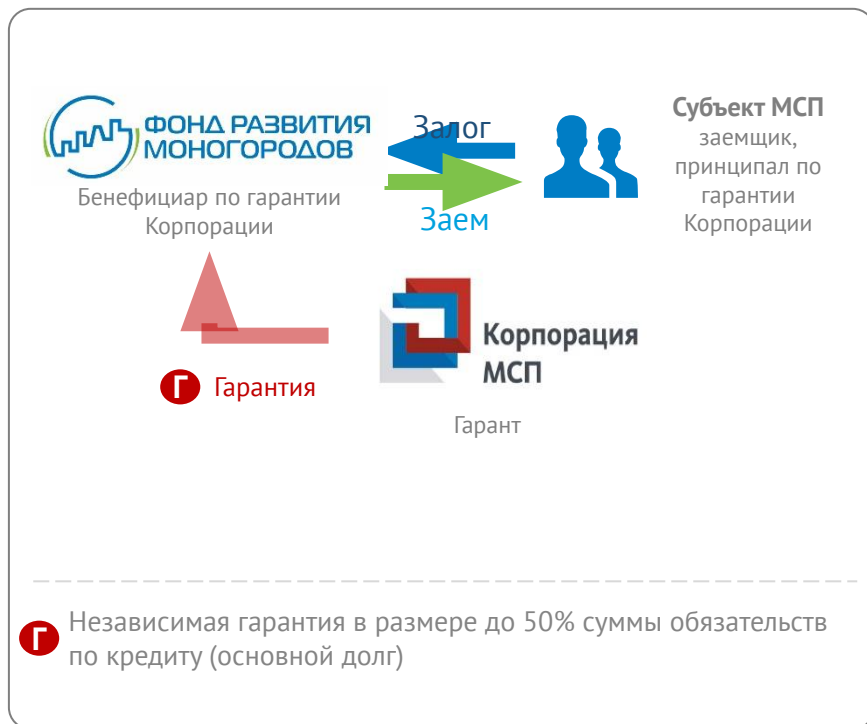 ФОНД РАЗВИТИЯ
МОНОГОРОДОВ
Бенефициар по гарантии
Корпорации
Залог
Заем
Субъект МСП
заемщик,
принципал по
гарантии
Корпорации
Г Гарантия
Корпорация
МСП
Гарант
Г Независимая гарантия в размере до 50% суммы обязательств
по кредиту (основной долг)